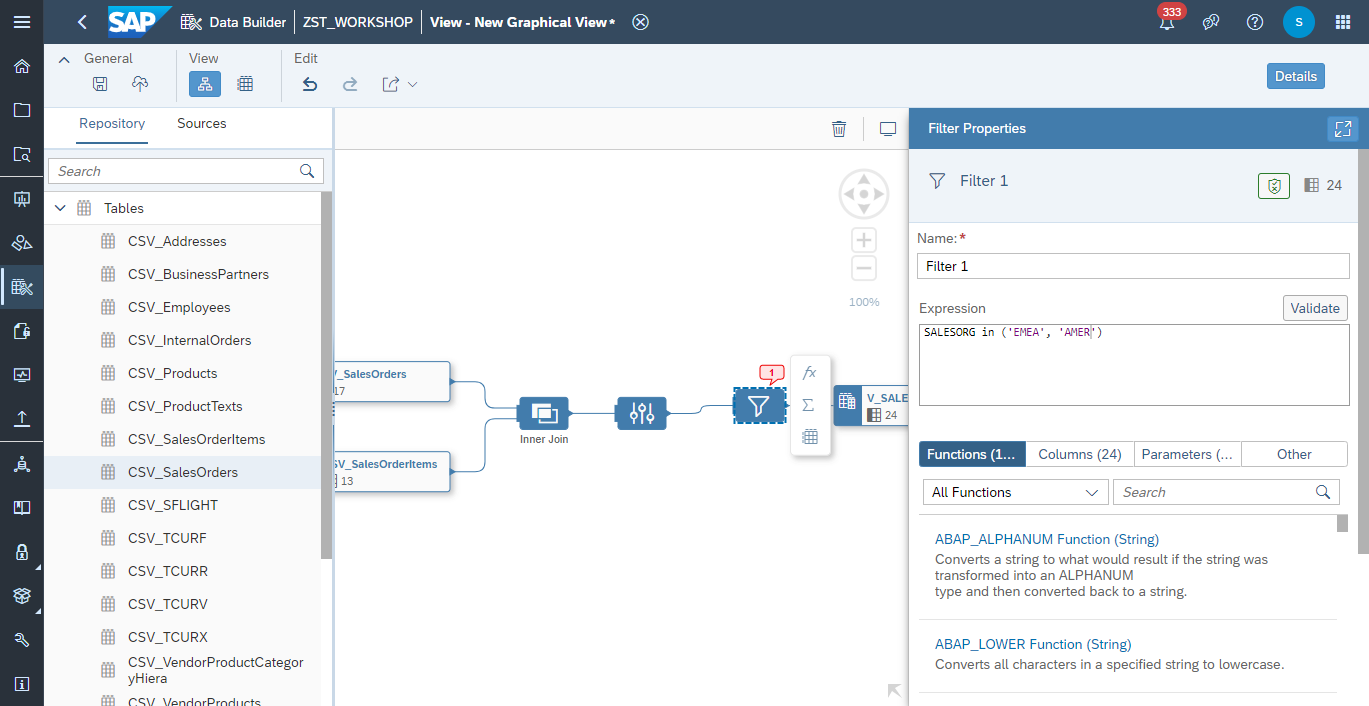 SAP
Data Builder
ZST_WORKSHOP
View - New Graphical View*
333
S
General
View
Edit
Details
Repository
Sources
Search
Tables
CSV_Addresses
CSV_BusinessPartners
CSV_Employees
CSV_InternalOrders
CSV_Products
CSV_ProductTexts
CSV_SalesOrderItems
CSV_SalesOrders
CSV_SFLIGHT
CSV_TCURF
CSV_TCURR
CSV_TCURV
CSV_TCURX
CSV_VendorProductCategor
yHiera
CSV_VendorProducts
100%
_SalesOrders
17
SV_SalesOrderItems
13
Inner Join
1
fx
Σ
V_SALE
24
Filter Properties
Filter 1
24
Name:*
Filter 1
Expression
Validate
SALESORG in ('EMEA', 'AMER')
Functions (1...
Columns (24)
Parameters (...
Other
All Functions
Search
ABAP_ALPHANUM Function (String)
Converts a string to what would result if the string was
transformed into an ALPHANUM
type and then converted back to a string.
ABAP_LOWER Function (String)
Converts all characters in a specified string to lowercase.